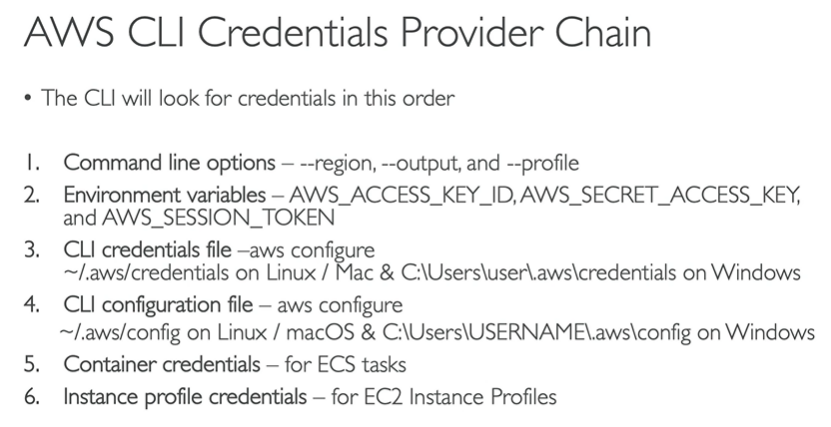 AWS CLI Credentials Provider Chain
• The CLI will look for credentials in this order
1. Command line options – --region, --output, and --profile
2. Environment variables – AWS_ACCESS_KEY_ID, AWS_SECRET_ACCESS_KEY,
and AWS_SESSION_TOKEN
3. CLI credentials file –aws configure
~/.aws/credentials on Linux / Mac & C:\Users\user\.aws\credentials on Windows
4. CLI configuration file – aws configure
~/.aws/config on Linux / macOS & C:\Users\USERNAME\.aws\config on Windows
5. Container credentials – for ECS tasks
6. Instance profile credentials – for EC2 Instance Profiles